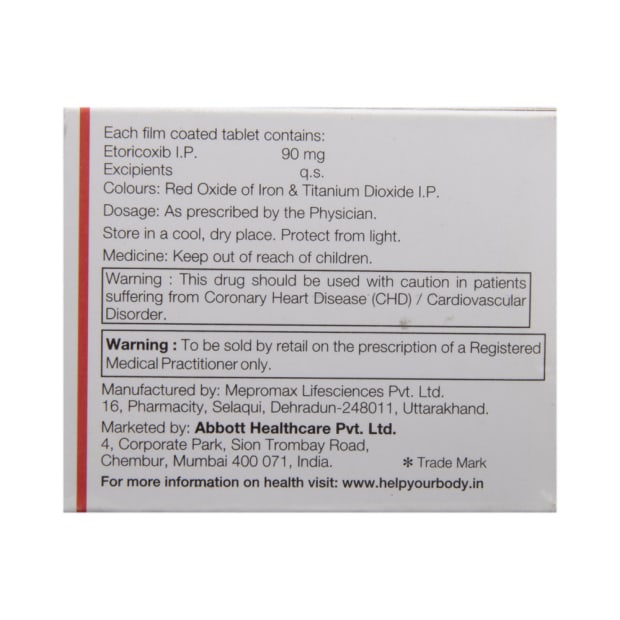 Each film coated tablet contains:
Etoricoxib I.P. 90 mg
Excipients q.s.
Colours: Red Oxide of Iron & Titanium Dioxide I.P.
Dosage: As prescribed by the Physician.
Store in a cool, dry place. Protect from light.
Medicine: Keep out of reach of children.
Warning : This drug should be used with caution in patients
suffering from Coronary Heart Disease (CHD) / Cardiovascular
Disorder.
Warning : To be sold by retail on the prescription of a Registered
Medical Practitioner only.
Manufactured by: Mepromax Lifesciences Pvt. Ltd.
16, Pharmacity, Selaqui, Dehradun-248011, Uttarakhand.
Marketed by: Abbott Healthcare Pvt. Ltd.
4, Corporate Park, Sion Trombay Road,
Chembur, Mumbai 400 071, India. * Trade Mark
For more information on health visit: www.helpyourbody.in